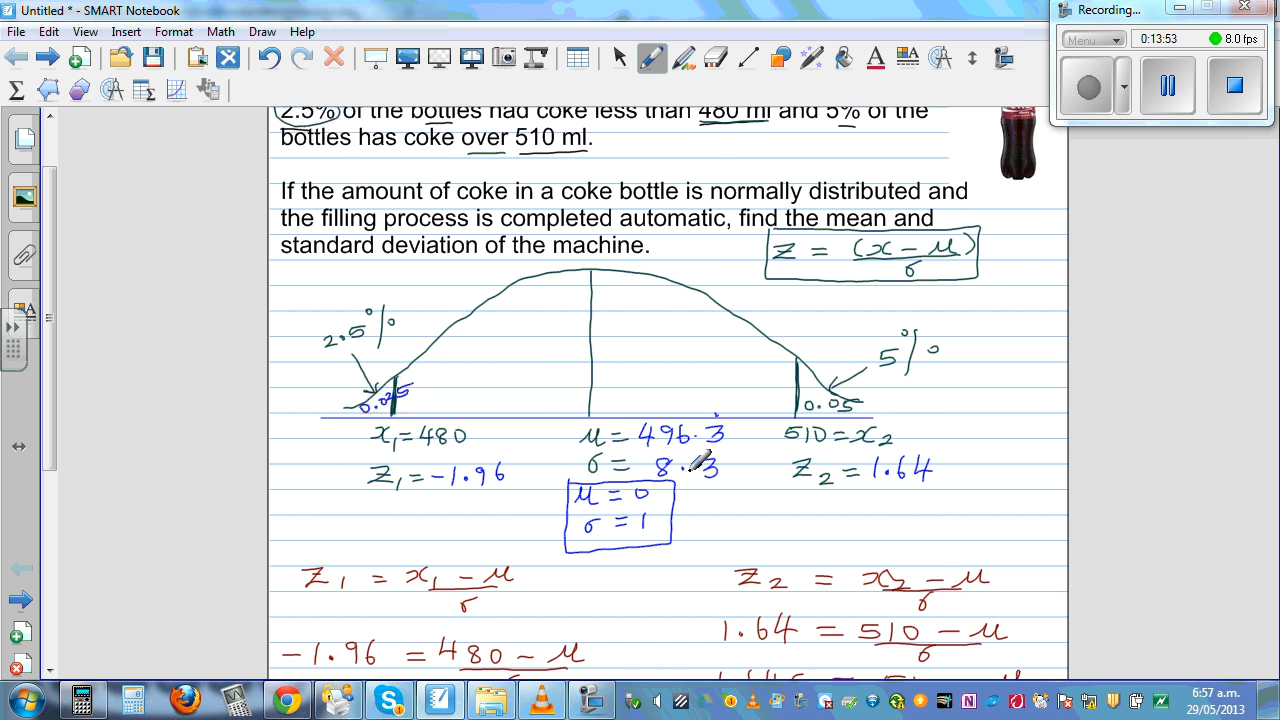 Untitled * - SMART Notebook
File Edit View Insert Format Math Draw Help
Recording...
Menu 0:13:53 8.0 fps
2.5% of the bottles had coke less than 480 ml and 5% of the
bottles has coke over 510 ml.
If the amount of coke in a coke bottle is normally distributed and
the filling process is completed automatic, find the mean and
standard deviation of the machine.
z = (x - μ) / σ
2.5%
5%
0.025
0.05
x₁ = 480 μ = 496.3 510 = x₂
z₁ = -1.96 σ = 8.3 z₂ = 1.64
μ = 0
σ = 1
z₁ = x₁ - μ / σ z₂ = x₂ - μ / σ
-1.96 = 480 - μ 1.64 = 510 - μ / σ
6:57 a.m.
29/05/2013